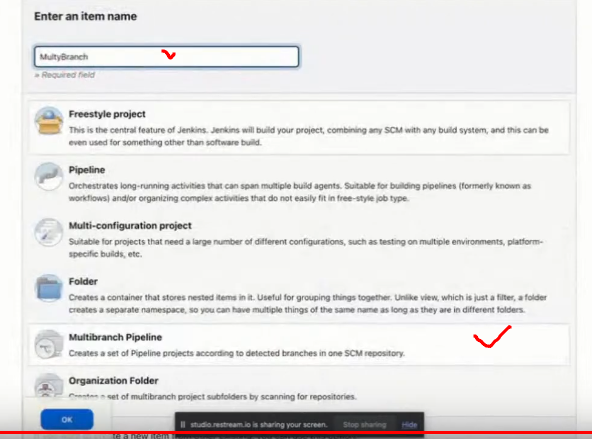 Enter an item name
MultyBranch
» Required field
Freestyle project
This is the central feature of Jenkins. Jenkins will build your project, combining any SCM with any build system, and this can be
even used for something other than software build.
Pipeline
Orchestrates long-running activities that can span multiple build agents. Suitable for building pipelines (formerly known as
workflows) and/or organizing complex activities that do not easily fit in free-style job type.
Multi-configuration project
Suitable for projects that need a large number of different configurations, such as testing on multiple environments, platform-
specific builds, etc.
Folder
Creates a container that stores nested items in it. Useful for grouping things together. Unlike view, which is just a filter, a folder
creates a separate namespace, so you can have multiple things of the same name as long as they are in different folders.
Multibranch Pipeline
Creates a set of Pipeline projects according to detected branches in one SCM repository.
Organization Folder
Creates a set of multibranch project subfolders by scanning for repositories.
OK
studio.restream.io is sharing your screen.
Stop sharing
Hide
te a new item